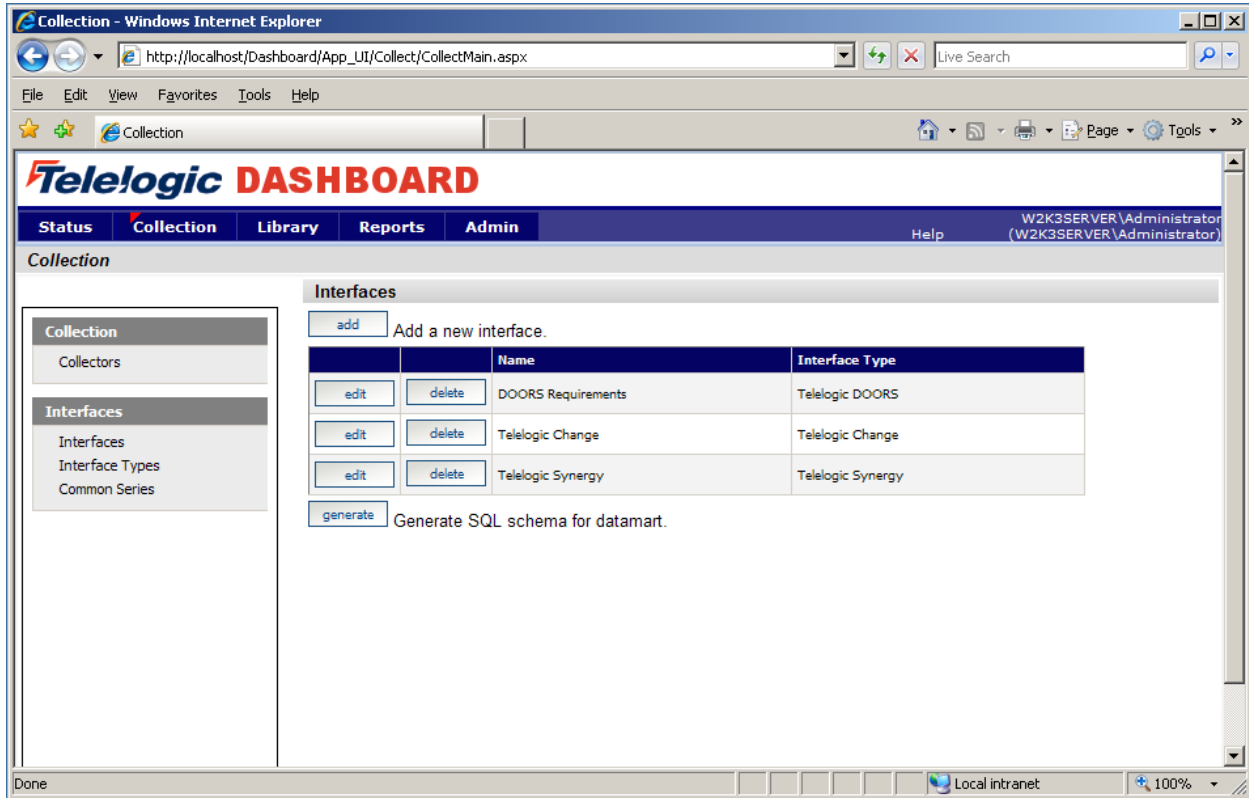 Collection - Windows Internet Explorer
http://localhost/Dashboard/App_UI/Collect/CollectMain.aspx
Live Search
File Edit View Favorites Tools Help
Collection
Page Tools »
Telelogic DASHBOARD
Status Collection Library Reports Admin
Help
W2K3SERVER\Administrator
(W2K3SERVER\Administrator)
Collection
Collection
Collectors
Interfaces
Interfaces
Interface Types
Common Series
Interfaces
add Add a new interface.
Name Interface Type
edit delete DOORS Requirements Telelogic DOORS
edit delete Telelogic Change Telelogic Change
edit delete Telelogic Synergy Telelogic Synergy
generate Generate SQL schema for datamart.
Done
Local intranet
100%